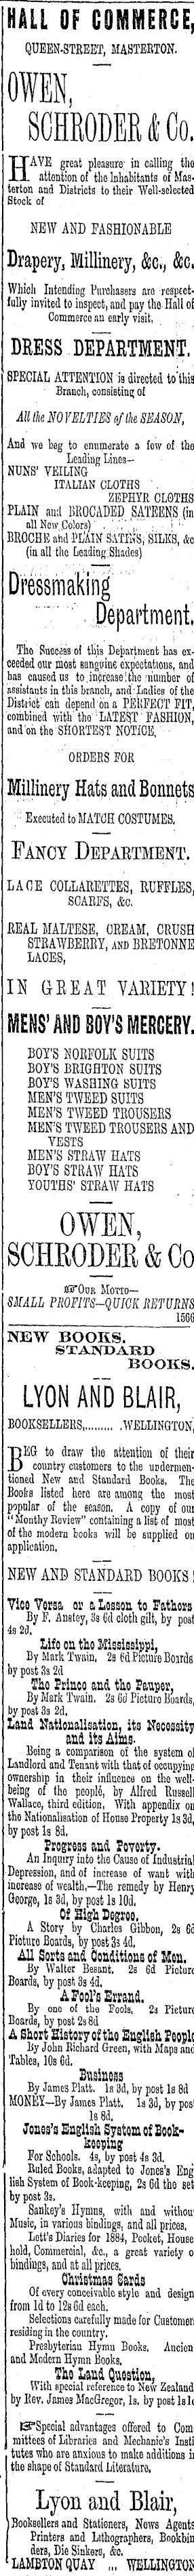 HALL OF COMMERCE,
QUEEN-STREET, MASTERTON.
OWEN,
SCHRODER & Co.
HAVE great pleasure in calling the
attention of the Inhabitants of Mas-
terton and Districts to their Well-selected
Stock of
NEW AND FASHIONABLE
Drapery, Millinery, &c., &c.
Which Intending Purchasers are respect-
fully invited to inspect, and pay the Hall of
Commerce an early visit.
DRESS DEPARTMENT.
SPECIAL ATTENTION is directed to this
Branch, consisting of
All the NOVELTIES of the SEASON,
And we beg to enumerate a few of the
Leading Lines—
NUNS' VEILING
ITALIAN CLOTHS
ZEPHYR CLOTHS
PLAIN and BROCADED SATEENS (in
all New Colors)
BROCHE and PLAIN SATINS, SILKS, &c
(in all the Leading Shades)
Dressmaking
Department.
The Success of this Department has ex-
ceeded our most sanguine expectations, and
has caused us to increase the number of
assistants in this branch, and Ladies of the
District can depend on a PERFECT FIT,
combined with the LATEST FASHION,
and on the SHORTEST NOTICE,
ORDERS FOR
Millinery Hats and Bonnets
Executed to MATCH COSTUMES.
FANCY DEPARTMENT.
LACE COLLARETTES, RUFFLES,
SCARFS, &c.
REAL MALTESE, CREAM, CRUSH
STRAWBERRY, AND BRETONNE
LACES,
IN GREAT VARIETY!
MENS' AND BOY'S MERCERY.
BOY'S NORFOLK SUITS
BOY'S BRIGHTON SUITS
BOY'S WASHING SUITS
MEN'S TWEED SUITS
MEN'S TWEED TROUSERS
MEN'S TWEED TROUSERS AND
VESTS
MEN'S STRAW HATS
BOY'S STRAW HATS
YOUTHS' STRAW HATS
OWEN,
SCHRODER & Co
☞OUR MOTTO—
SMALL PROFITS—QUICK RETURNS
1566
NEW BOOKS.
STANDARD
BOOKS.
LYON AND BLAIR,
BOOKSELLERS,.......... .WELLINGTON,
BEG to draw the attention of their
country customers to the undermen-
tioned New and Standard Books. The
Books listed here are among the most
popular of the season. A copy of our
"Monthy Review" containing a list of most
of the modern books will be supplied on
application.
NEW AND STANDARD BOOKS!
Vice Versa or a Lesson to Fathers
By F. Anstey, 3s 6d cloth gilt, by post
4s 2d.
Life on the Mississippi,
By Mark Twain, 2s 6d Picture Boards
by post 3s 2d
The Prince and the Pauper,
By Mark Twain. 2s 6d Picture Boards,
by post 3s. 2d.
Land Nationalisation, its Necessity
and its Aims.
Being a comparison of the system of
Landlord and Tenant with that of occupying
ownership in their influence on the well-
being of the people, by Alfred Russell
Wallace, third edition, With appendix on
the Nationalisation of House Property 1s 3d,
by post 1s 8d.
Progress and Poverty.
An Inquiry into the Cause of Industrial
Depression, and of increase of want with
increase of wealth.—The remedy by Henry
George, 1s 3d, by post 1s 10d.
Of High Degree.
A Story by Charles Gibbon, 2s 6d
Picture Boards, by post 3s 4d.
All Sorts and Conditions of Men.
By Walter Besant. 2s 6d Picture
Boards, by post 3s 4d.
A Fool's Errand.
By one of the Fools, 2s Picture
Boards, by post 2s 8d
A Short History of the English People
By John Richard Green, with Maps and
Tables, 10s 6d.
Business
By James Platt. 1s 3d, by post 1s 8d
MONEY—By James Platt. 1s 3d, by post
1s 8d.
Jones's English System of Book-
keeping
For Schools. 4s, by post 4s 3d.
Ruled Books, adapted to Jones's Eng
lish System of Book-keeping, 2s 6d the set
by post 3s.
Sankey's Hymns, with and withou
Music, in various bindings, and all prices.
Lett's Diaries for 1884, Pocket, House
hold, Commercial, &c., a great variety o
bindings, and at all prices.
Christmas Cards
Of every conceivable style and design
from 1d to 12s 6d each.
Selections carefully made for Customer
residing in the country.
Presbyterian Hymn Books. Ancien
and Modern Hymn Books.
The Land Question,
With special reference to New Zealand
by Rev. James MacGregor, 1s. by post 1s 1d
☞Special advantages offered to Com
mittees of Libraries and Mechanic's Insti
tutes who are anxious to make additions i
the shape of Standard Literature,
Lyon and Blair,
Booksellers and Stationers, News Agents
Printers and Lithographers, Bookbin
ders, Die Sinkers, &c.
LAMBTON QUAY ... WELLINGTON